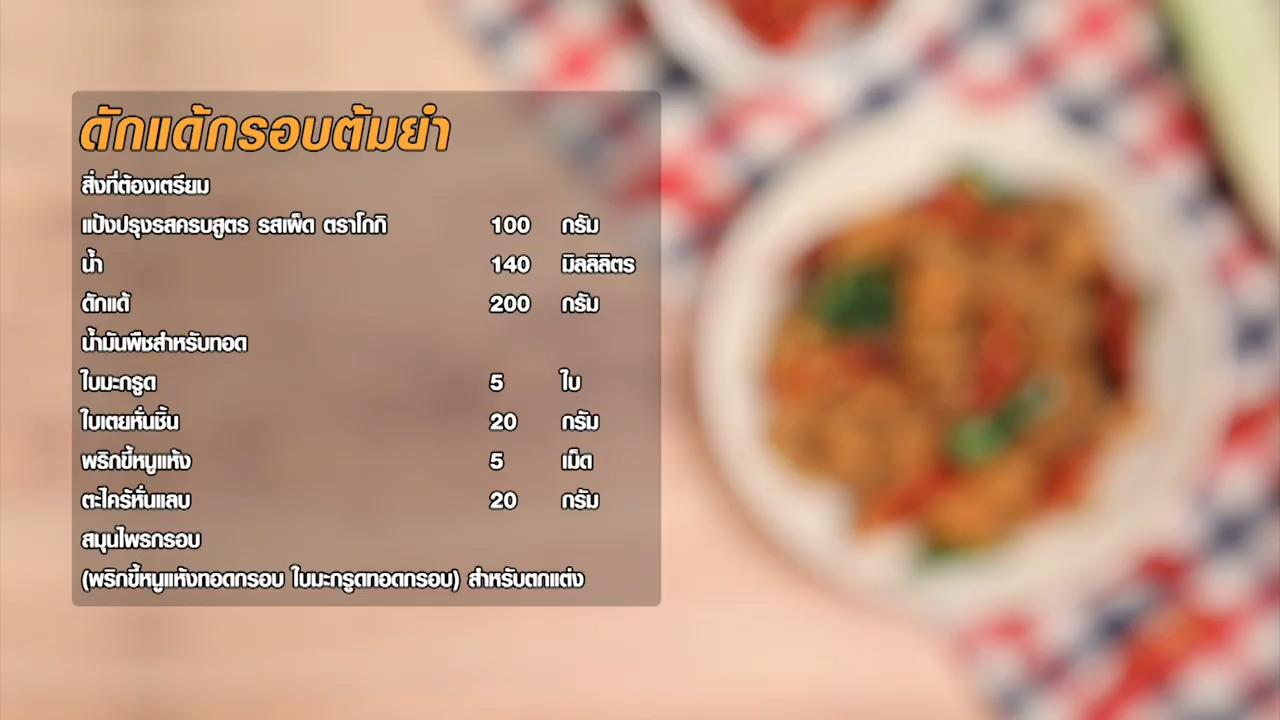 ดักแด้กรอบต้มยำ
สิ่งที่ต้องเตรียม
แป้งปรุงรสครบสูตร รสเผ็ด ตราโกกิ 100 กรัม
น้ำ 140 มิลลิลิตร
ดักแด้ 200 กรัม
น้ำมันพืชสำหรับทอด
ใบมะกรูด 5 ใบ
ใบเตยหั่นชิ้น 20 กรัม
พริกขี้หนูแห้ง 5 เม็ด
ตะไคร้หั่นแลบ 20 กรัม
สมุนไพรกรอบ
(พริกขี้หนูแห้งทอดกรอบ ใบมะกรูดทอดกรอบ) สำหรับตกแต่ง